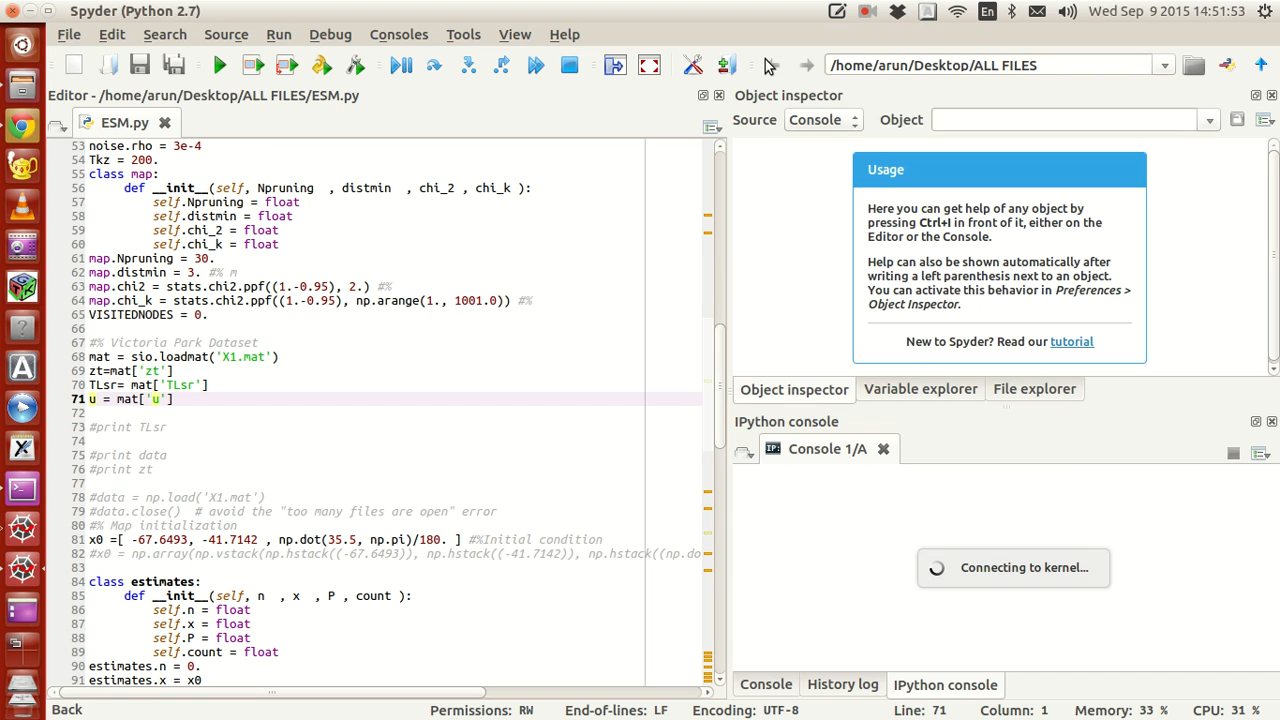 Spyder (Python 2.7)
En
Wed Sep 9 2015 14:51:53
File Edit Search Source Run Debug Consoles Tools View Help
/home/arun/Desktop/ALL FILES
Editor - /home/arun/Desktop/ALL FILES/ESM.py
ESM.py
53 noise.rho = 3e-4
54 Tkz = 200.
55 class map:
56 def __init__(self, Npruning , distmin , chi_2 , chi_k ):
57 self.Npruning = float
58 self.distmin = float
59 self.chi_2 = float
60 self.chi_k = float
61 map.Npruning = 30.
62 map.distmin = 3. #% m
63 map.chi2 = stats.chi2.ppf((1.-0.95), 2.) #%
64 map.chi_k = stats.chi2.ppf((1.-0.95), np.arange(1., 1001.0)) #%
65 VISITEDNODES = 0.
66
67 #% Victoria Park Dataset
68 mat = sio.loadmat('X1.mat')
69 zt=mat['zt']
70 TLsr= mat['TLsr']
71 u = mat['u']
72
73 #print TLsr
74
75 #print data
76 #print zt
77
78 #data = np.load('X1.mat')
79 #data.close() # avoid the "too many files are open" error
80 #% Map initialization
81 x0 =[ -67.6493, -41.7142 , np.dot(35.5, np.pi)/180. ] #%Initial condition
82 #x0 = np.array(np.vstack(np.hstack((-67.6493)), np.hstack((-41.7142)), np.hstack((np.do
83
84 class estimates:
85 def __init__(self, n , x , P , count ):
86 self.n = float
87 self.x = float
88 self.P = float
89 self.count = float
90 estimates.n = 0.
91 estimates.x = x0
Object inspector
Source Console Object
Usage
Here you can get help of any object by
pressing Ctrl+I in front of it, either on the
Editor or the Console.
Help can also be shown automatically after
writing a left parenthesis next to an object.
You can activate this behavior in Preferences >
Object Inspector.
New to Spyder? Read our tutorial
Object inspector Variable explorer File explorer
IPython console
IP: Console 1/A
Connecting to kernel...
Console History log IPython console
Back Permissions: RW End-of-lines: LF Encoding: UTF-8 Line: 71 Column: 1 Memory: 33 % CPU: 31 %